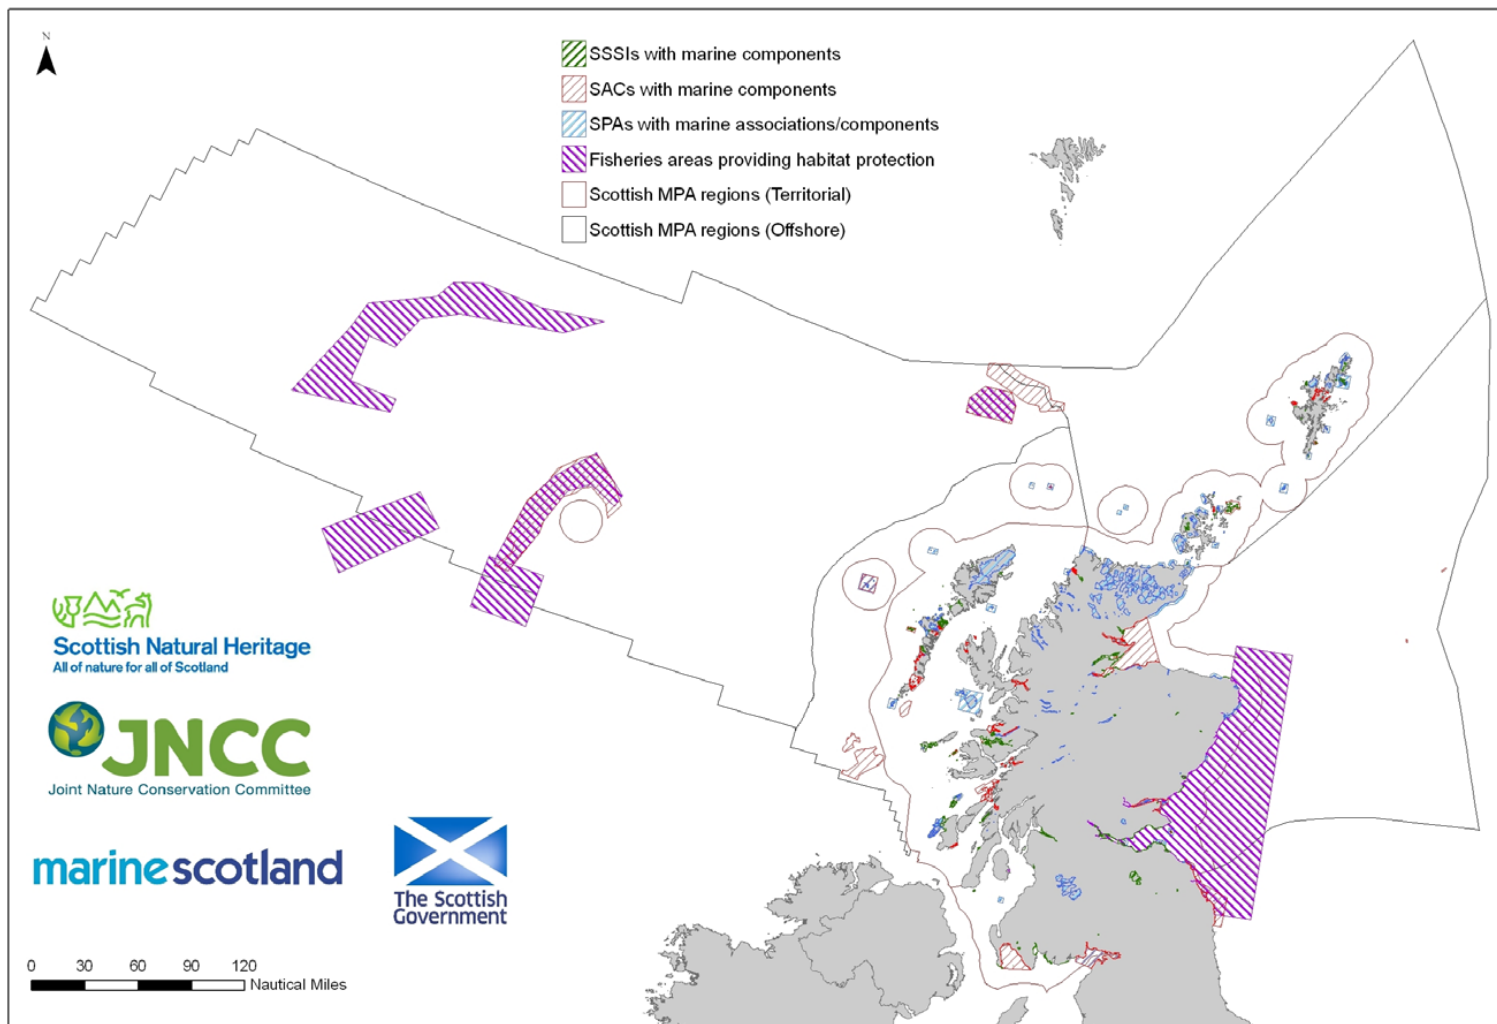 N
SSSIs with marine components
SACs with marine components
SPAs with marine associations/components
Fisheries areas providing habitat protection
Scottish MPA regions (Territorial)
Scottish MPA regions (Offshore)
Scottish Natural Heritage
All of nature for all of Scotland
JNCC
Joint Nature Conservation Committee
marinescotland
The Scottish
Government
0 30 60 90 120
Nautical Miles